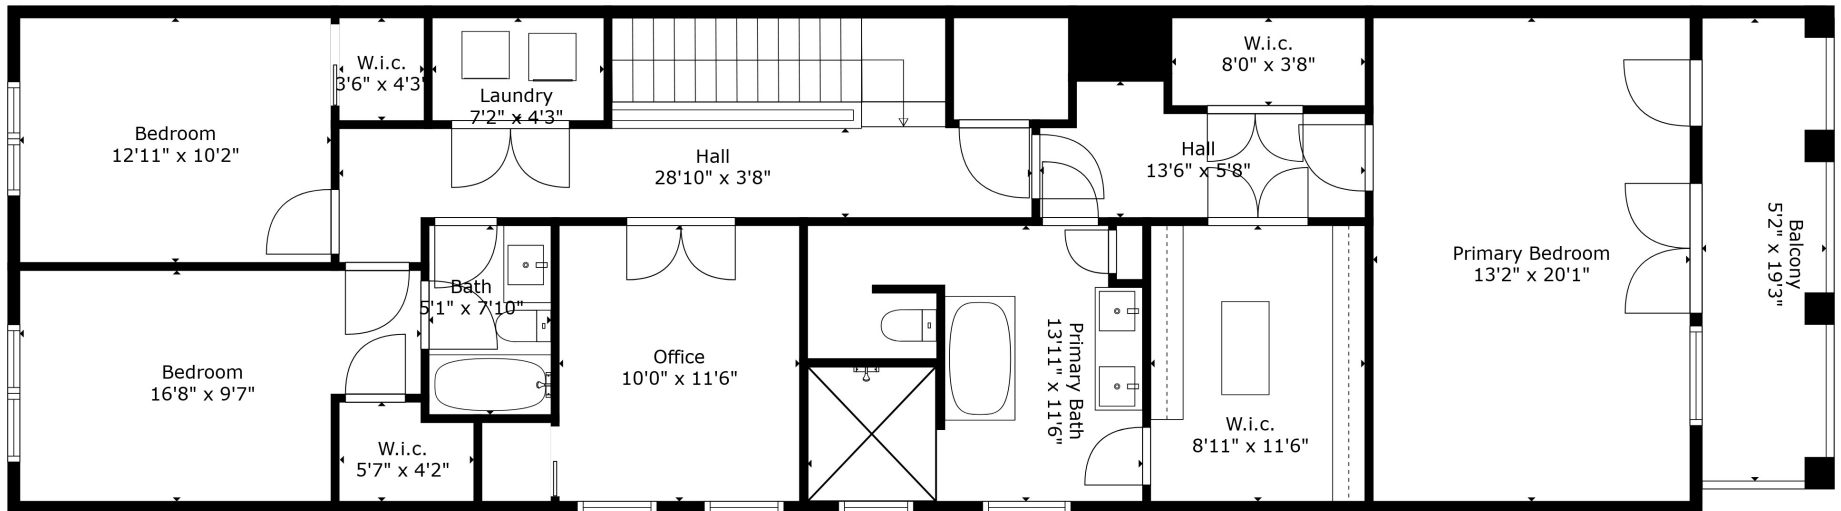 Bedroom
12'11" x 10'2"
W.i.c.
3'6" x 4'3"
Laundry
7'2" x 4'3"
Hall
28'10" x 3'8"
W.i.c.
8'0" x 3'8"
Hall
13'6" x 5'8"
Primary Bedroom
13'2" x 20'1"
Balcony
5'2" x 19'3"
Bedroom
16'8" x 9'7"
W.i.c.
5'7" x 4'2"
Bath
5'1" x 7'10"
Office
10'0" x 11'6"
Primary Bath
13'11" x 11'6"
W.i.c.
8'11" x 11'6"